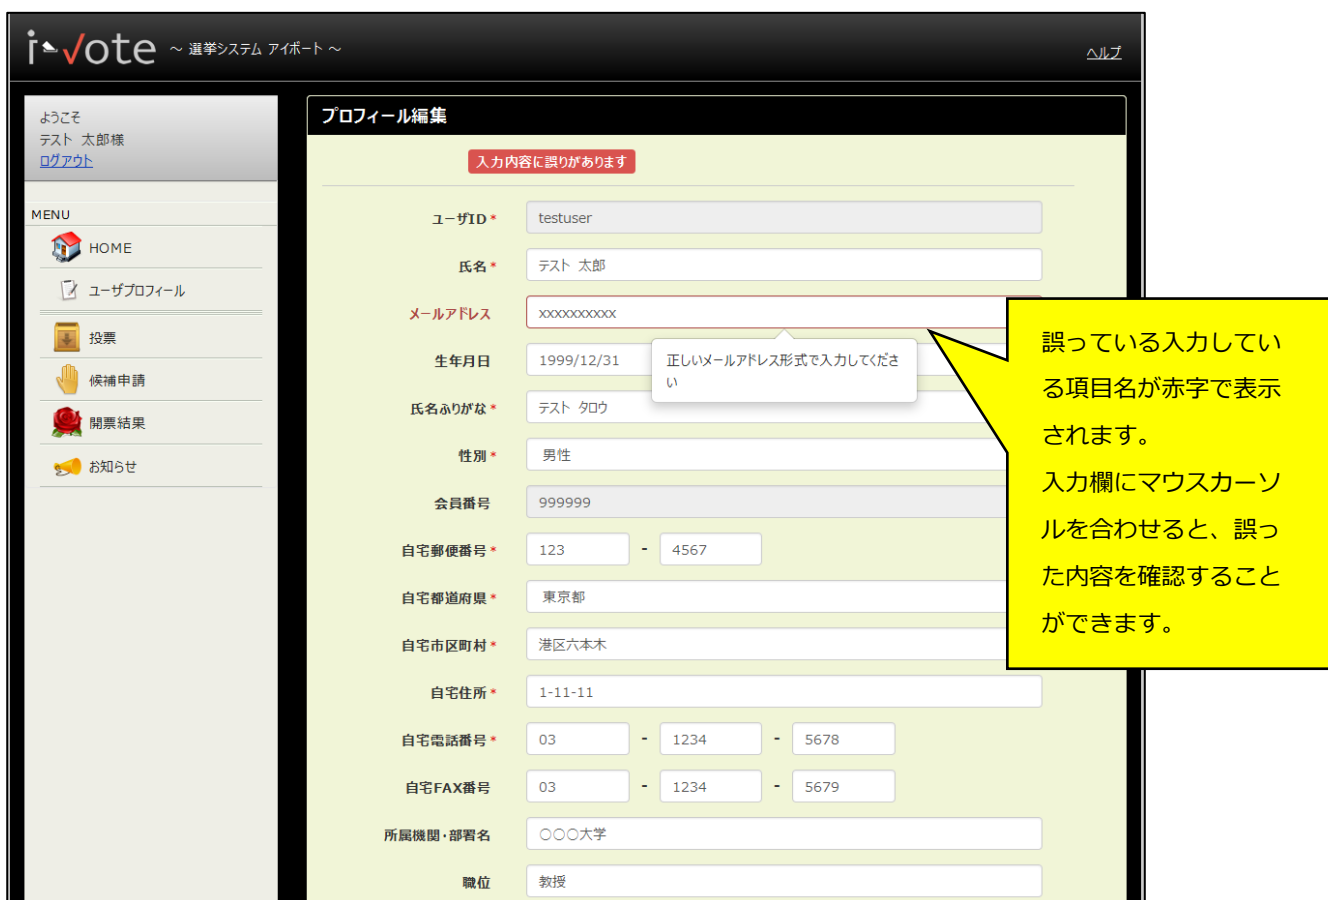 i-vote ～ 選挙システム アイボート ～
ヘルプ
ようこそ
テスト 太郎様
ログアウト
MENU
HOME
ユーザプロフィール
投票
候補申請
開票結果
お知らせ
プロフィール編集
入力内容に誤りがあります
ユーザID * testuser
氏名 * テスト 太郎
メールアドレス xxxxxxxxxx
正しいメールアドレス形式で入力してくださ
い
生年月日 1999/12/31
氏名ふりがな * テスト タロウ
性別 * 男性
会員番号 999999
自宅郵便番号 * 123 - 4567
自宅都道府県 * 東京都
自宅市区町村 * 港区六本木
自宅住所 * 1-11-11
自宅電話番号 * 03 - 1234 - 5678
自宅FAX番号 03 - 1234 - 5679
所属機関・部署名 ○○○大学
職位 教授
誤っている入力してい
る項目名が赤字で表示
されます。
入力欄にマウスカーソ
ルを合わせると、誤っ
た内容を確認すること
ができます。